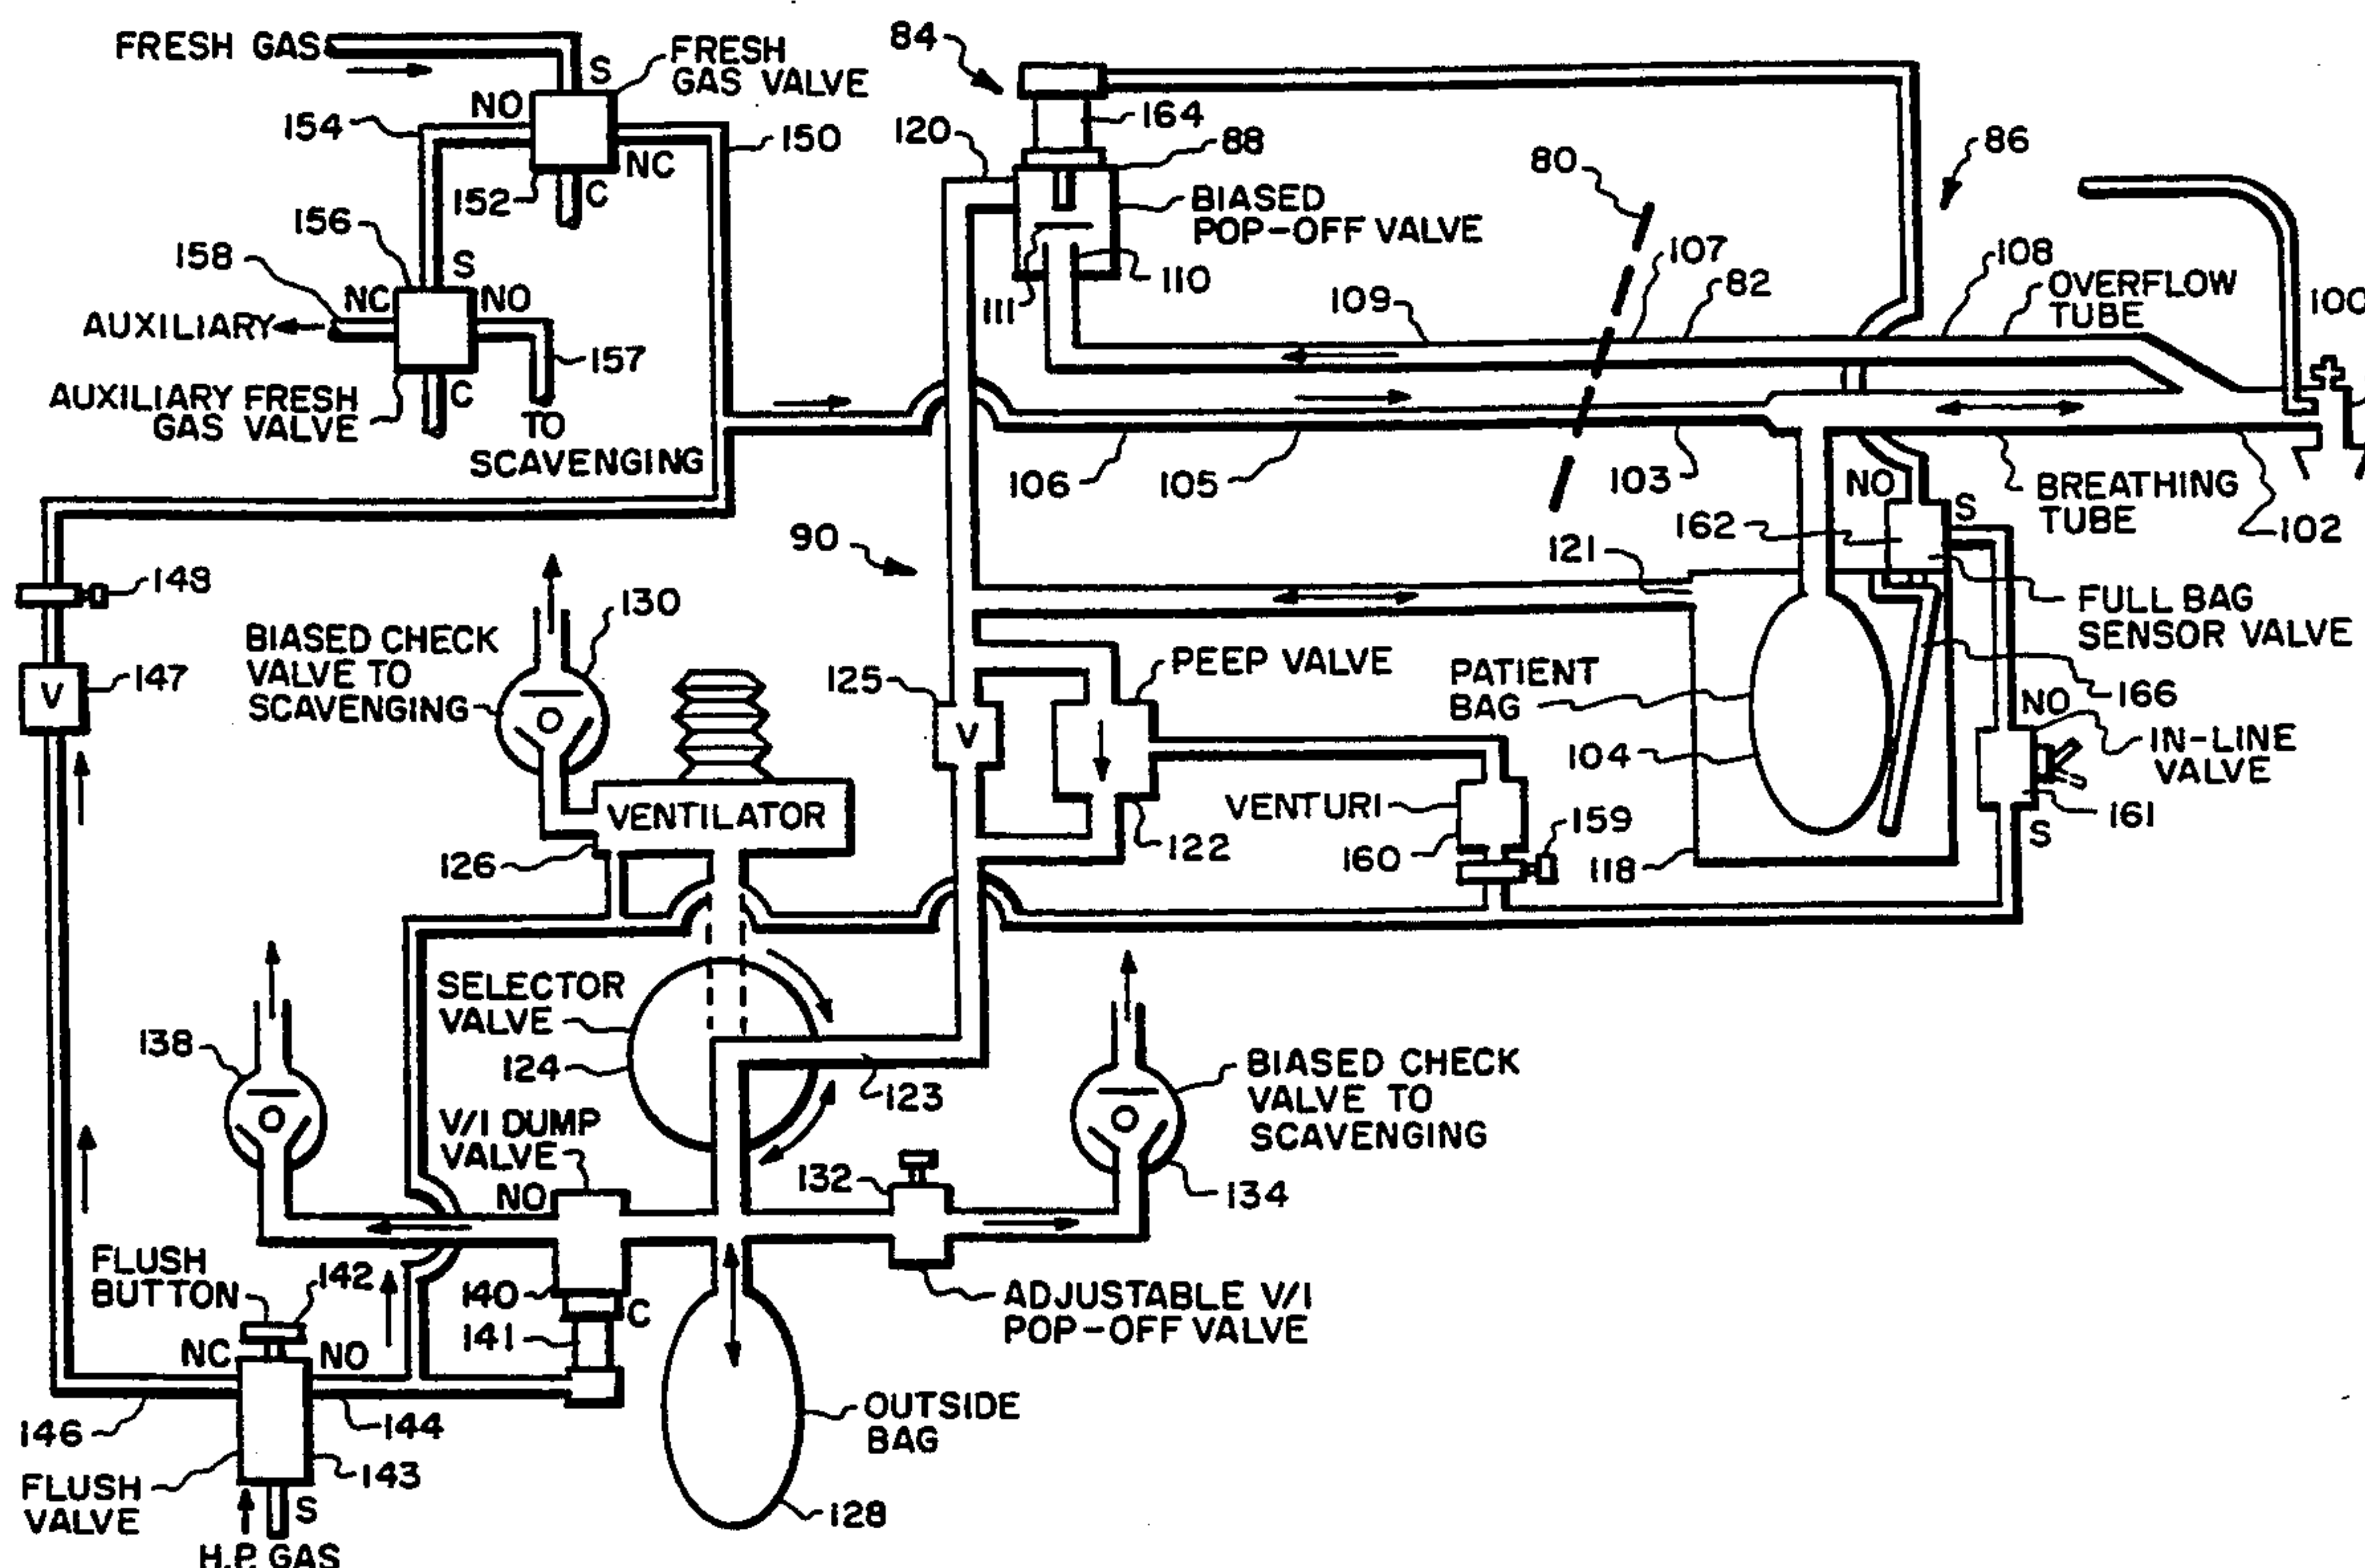 FRESH GAS
S
FRESH
GAS VALVE
NO
154
150
NC
152
C
156
158
S
NC
NO
AUXILIARY
157
AUXILIARY FRESH
GAS VALVE
C
TO
SCAVENGING
84
164
120
88
BIASED
POP-OFF VALVE
111
110
80
86
107
82
109
108
OVERFLOW
TUBE
100
106
105
103
NO
S
BREATHING
TUBE
102
162
90
121
FULL BAG
SENSOR VALVE
149
BIASED CHECK
VALVE TO
SCAVENGING
130
V
147
125
V
PEEP VALVE
PATIENT
BAG
166
NO
IN-LINE
VALVE
104
VENTILATOR
VENTURI
159
161
S
126
122
160
118
SELECTOR
VALVE
138
124
123
BIASED CHECK
VALVE TO
SCAVENGING
V/I DUMP
VALVE
132
134
NO
FLUSH
BUTTON
142
140
C
141
ADJUSTABLE V/I
POP-OFF VALVE
NC
NO
146
144
OUTSIDE
BAG
143
FLUSH
VALVE
S
128
H.P. GAS